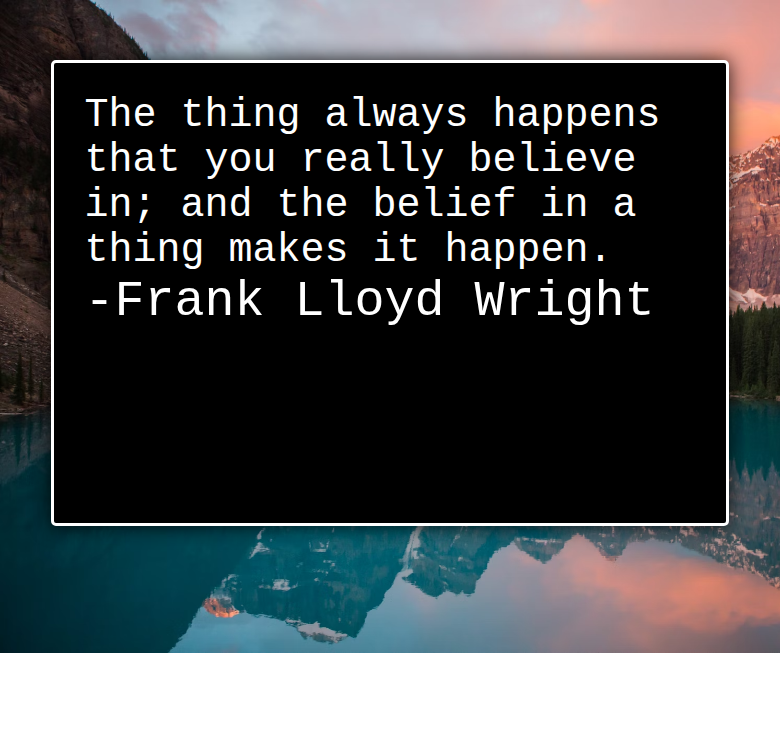 The thing always happens
that you really believe
in; and the belief in a
thing makes it happen.
-Frank Lloyd Wright